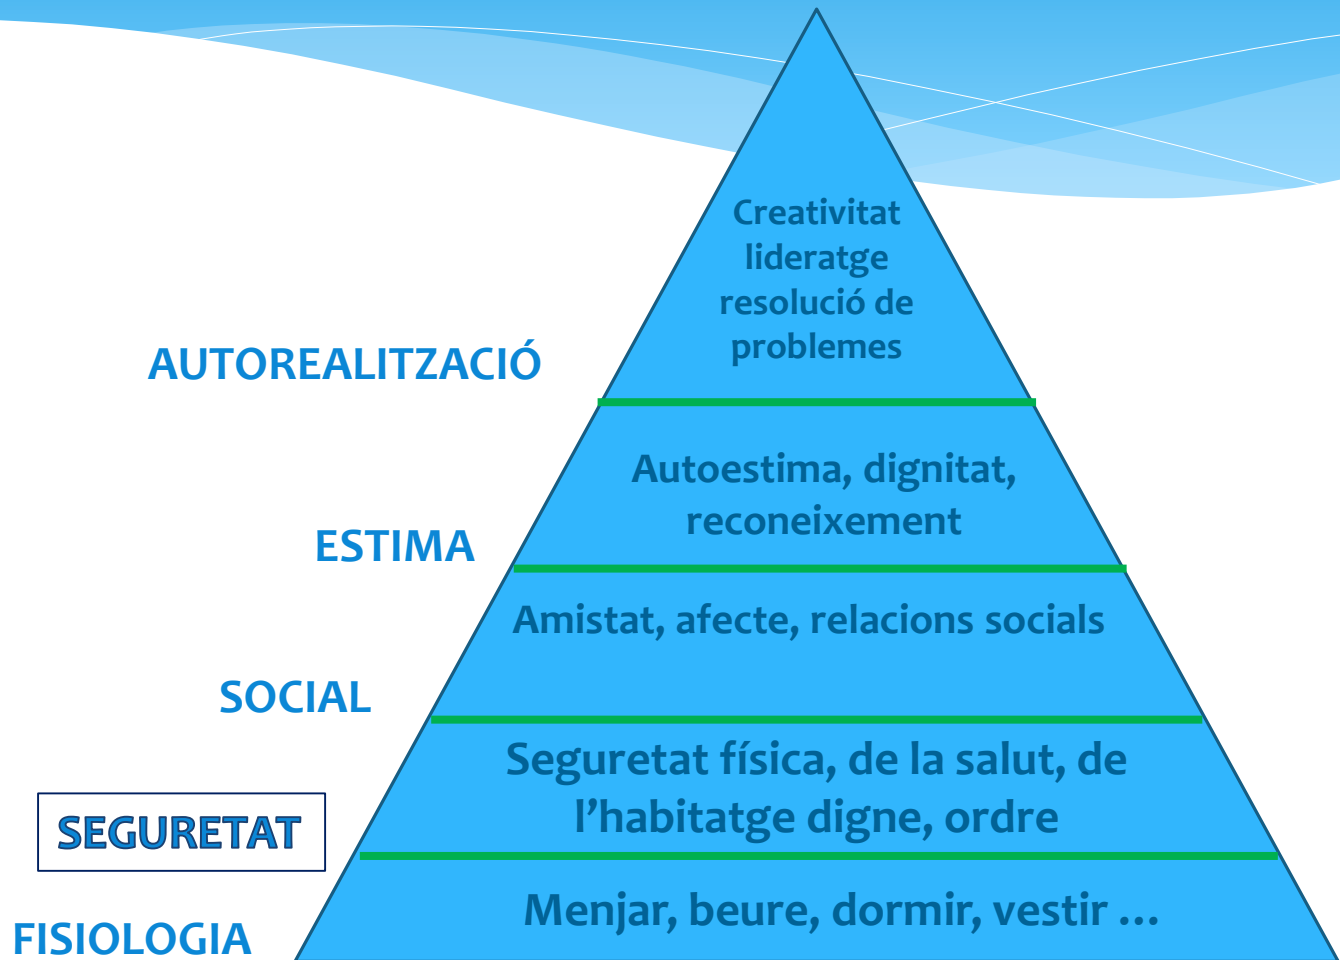 Creativitat
lideratge
resolució de
problemes
AUTOREALITZACIÓ
Autoestima, dignitat,
reconeixement
ESTIMA
Amistat, afecte, relacions socials
SOCIAL
Seguretat física, de la salut, de
l’habitatge digne, ordre
SEGURETAT
Menjar, beure, dormir, vestir ...
FISIOLOGIA